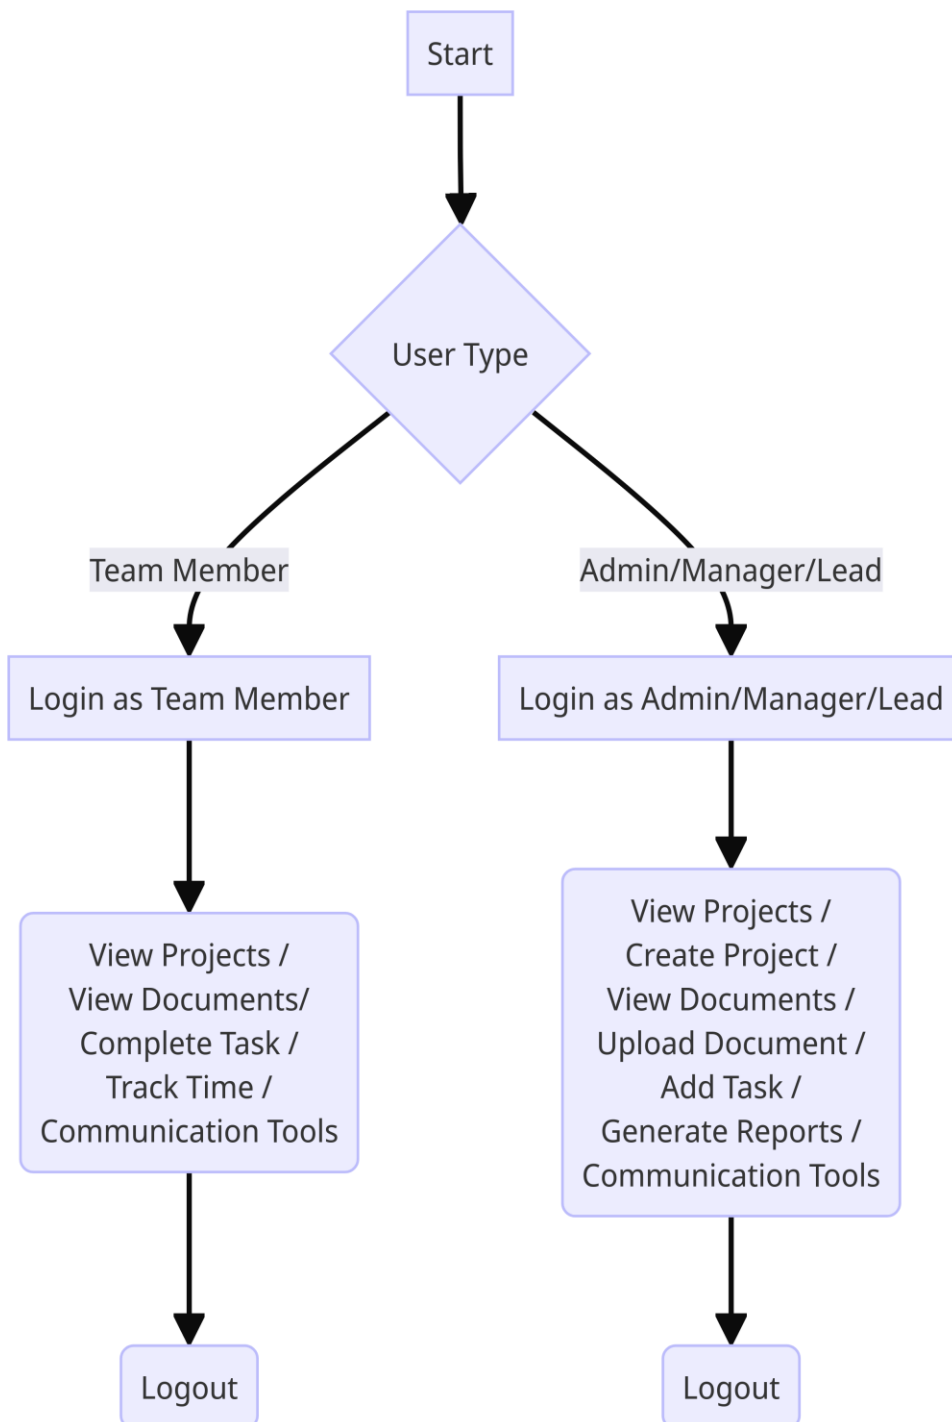 Start
User Type
Team Member
Admin/Manager/Lead
Login as Team Member
Login as Admin/Manager/Lead
View Projects /
View Documents/
Complete Task /
Track Time /
Communication Tools
View Projects /
Create Project /
View Documents /
Upload Document /
Add Task /
Generate Reports /
Communication Tools
Logout
Logout